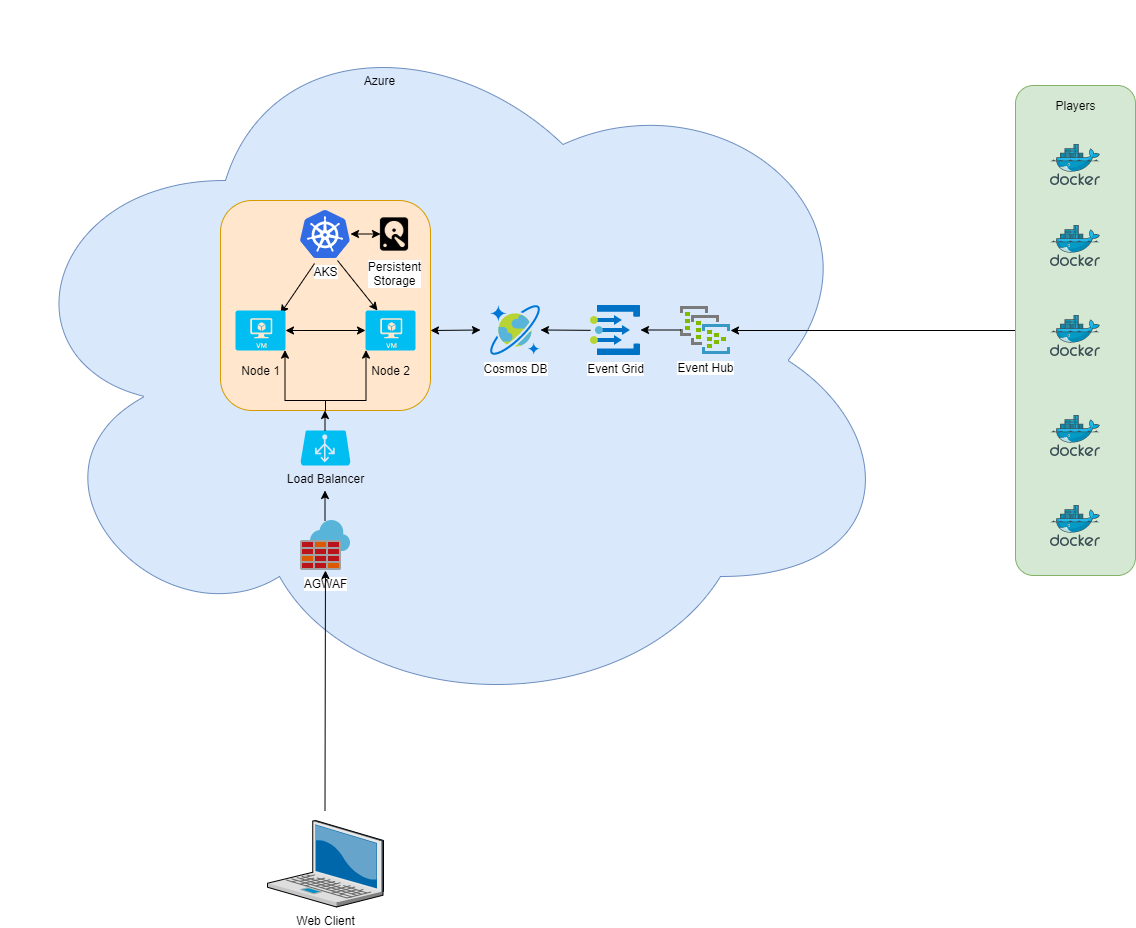 Azure
Players
docker
docker
docker
docker
docker
AKS
Persistent
Storage
VM
VM
Node 1
Node 2
Cosmos DB
Event Grid
Event Hub
Load Balancer
AGWAF
Web Client